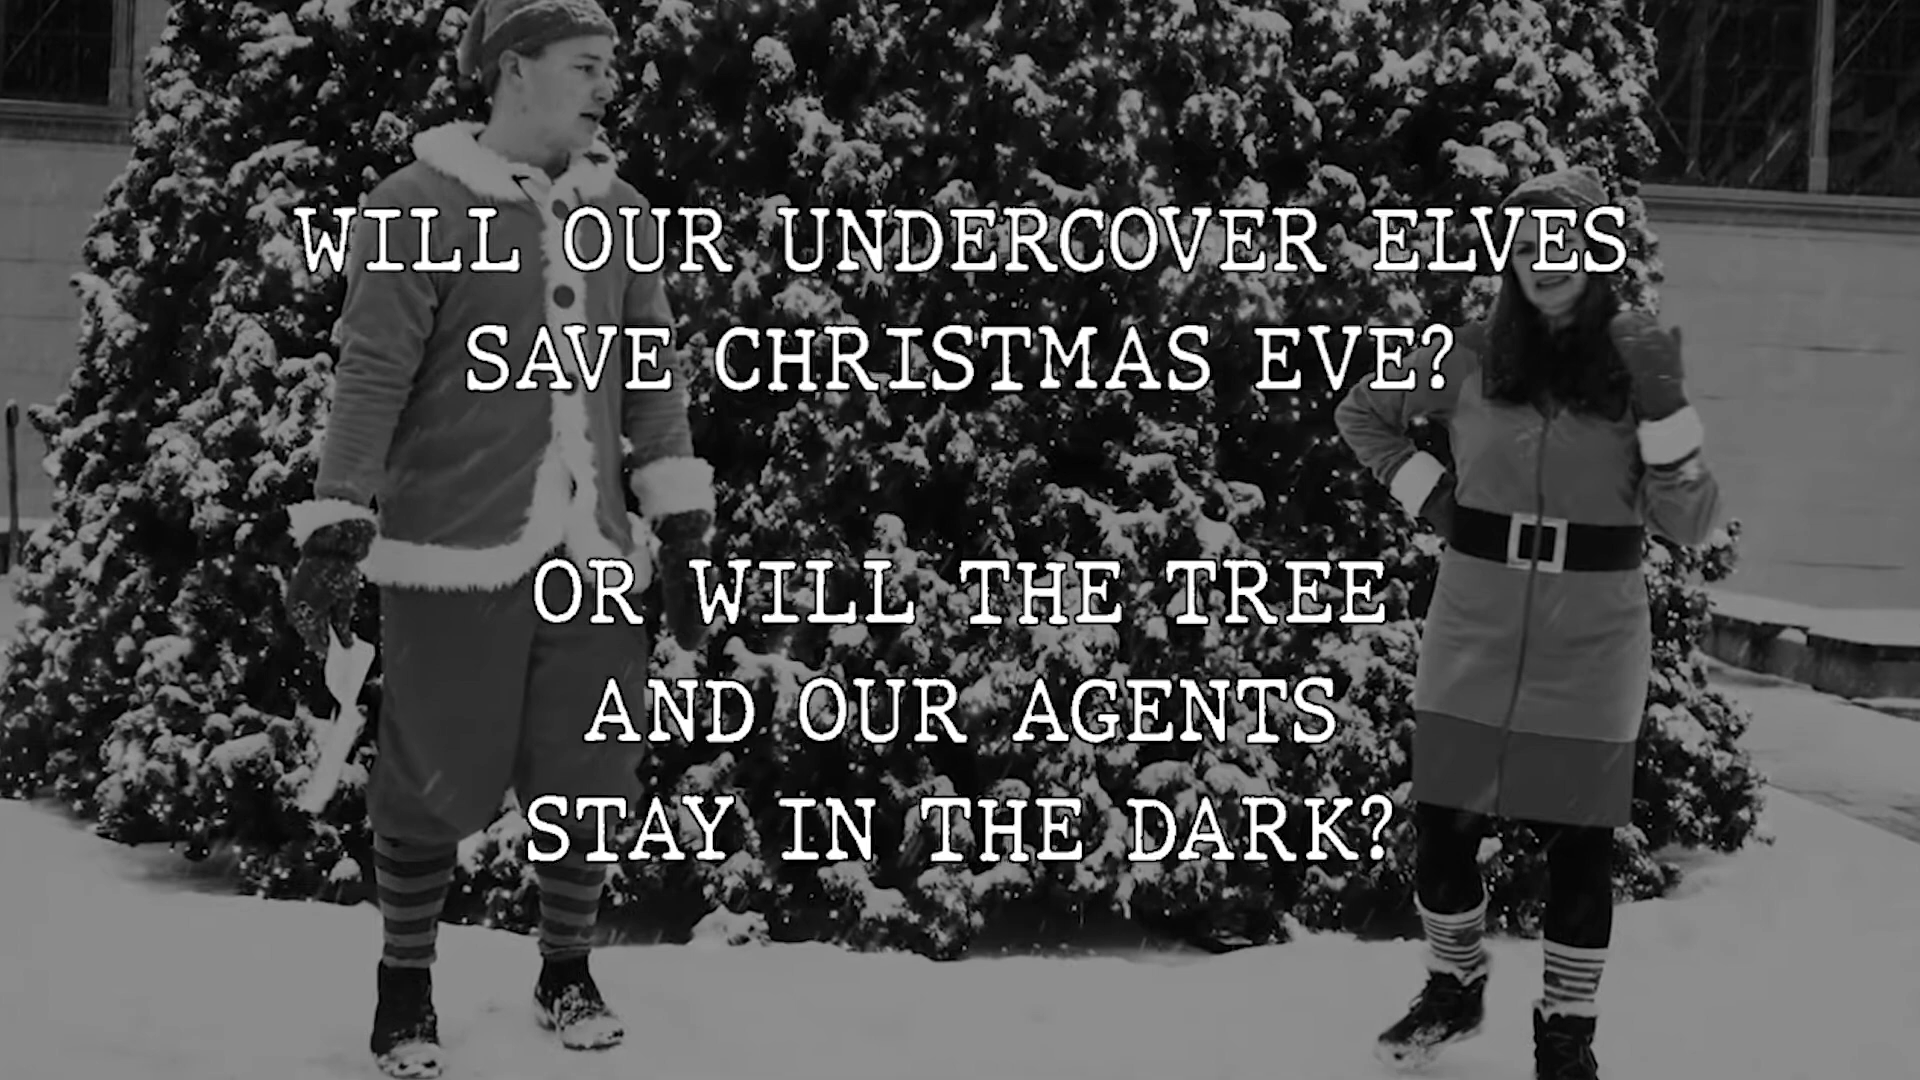 WILL OUR UNDERCOVER ELVES
SAVE CHRISTMAS EVE?
OR WILL THE TREE
AND OUR AGENTS
STAY IN THE DARK?